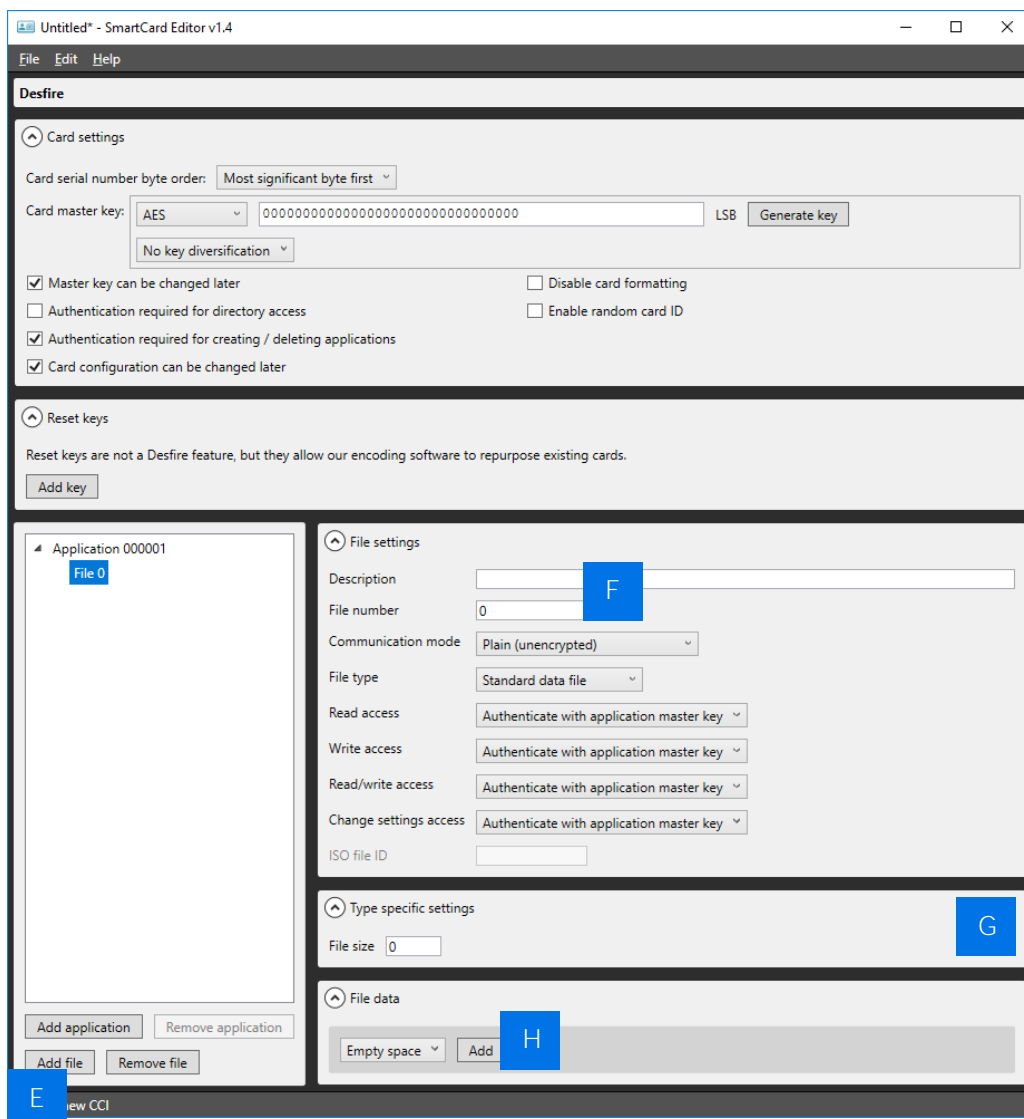 Untitled* - SmartCard Editor v1.4
File Edit Help
Desfire
Card settings
Card serial number byte order: Most significant byte first
Card master key: AES 00000000000000000000000000000000 LSB Generate key
No key diversification
Master key can be changed later Disable card formatting
Authentication required for directory access Enable random card ID
Authentication required for creating / deleting applications
Card configuration can be changed later
Reset keys
Reset keys are not a Desfire feature, but they allow our encoding software to repurpose existing cards.
Add key
Application 000001
File 0
Add application Remove application
Add file Remove file
File settings
Description
F
File number 0
Communication mode Plain (unencrypted)
File type Standard data file
Read access Authenticate with application master key
Write access Authenticate with application master key
Read/write access Authenticate with application master key
Change settings access Authenticate with application master key
ISO file ID
Type specific settings
G
File size 0
File data
Empty space Add H
E ew CCI